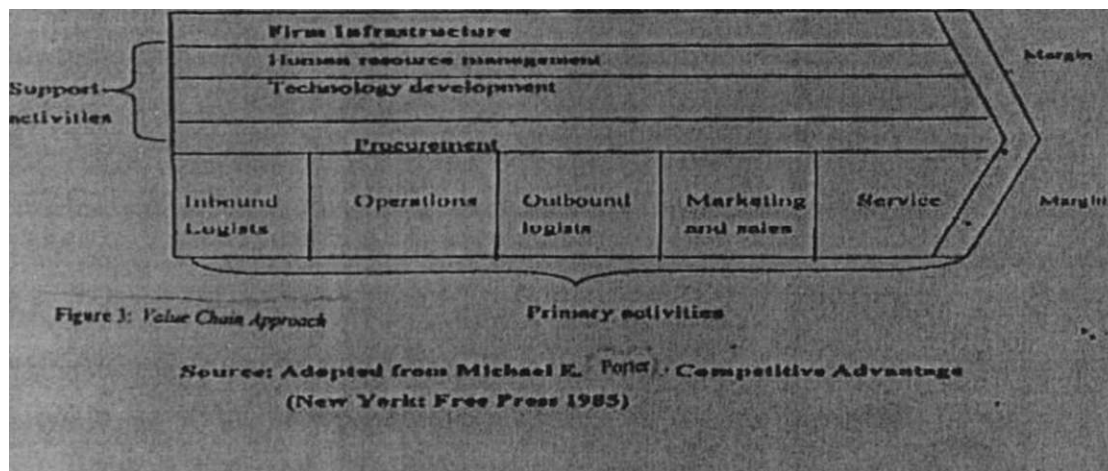 Firm Infrastructure
Human resource management
Technology development
Procurement
Support
activities
Margin
Inbound
Logists
Operations
Outbound
logists
Marketing
and sales
Service
Margin
Primary activities
Figure 3: Value Chain Approach
Source: Adopted from Michael E. Porter. Competitive Advantage
(New York: Free Press 1985)